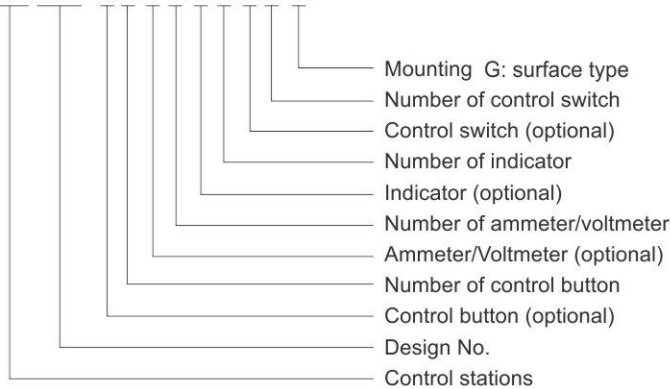 Mounting G: surface type
Number of control switch
Control switch (optional)
Number of indicator
Indicator (optional)
Number of ammeter/voltmeter
Ammeter/Voltmeter (optional)
Number of control button
Control button (optional)
Design No.
Control stations